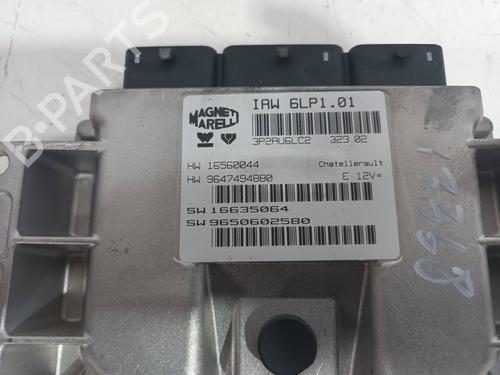 MAGNETI
MARELLI
IAW 6LP1.01
3P2AU6LC2 323 02
HW 16560044 Chatellerault
HW 9647494880 E 12V=
SW 16635064
SW 9650602580
13368
B-PARTS